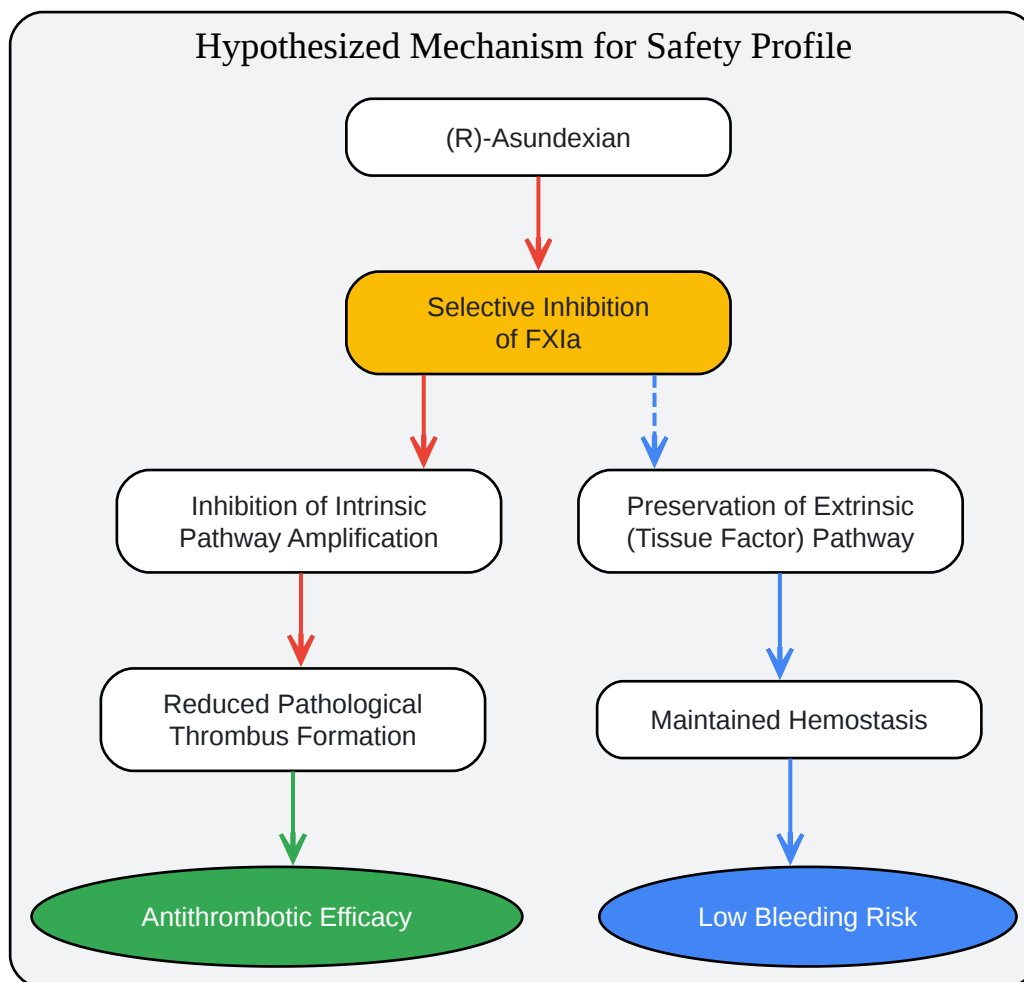 Hypothesized Mechanism for Safety Profile
(R)-Asundexian
Selective Inhibition
of FXIa
Inhibition of Intrinsic
Pathway Amplification
Preservation of Extrinsic
(Tissue Factor) Pathway
Reduced Pathological
Thrombus Formation
Maintained Hemostasis
Antithrombotic Efficacy
Low Bleeding Risk